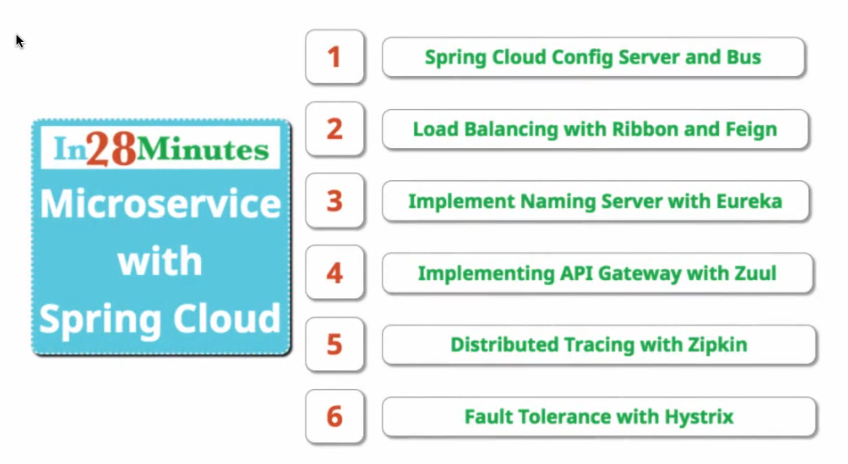 In28Minutes
Microservice
with
Spring Cloud
1 Spring Cloud Config Server and Bus
2 Load Balancing with Ribbon and Feign
3 Implement Naming Server with Eureka
4 Implementing API Gateway with Zuul
5 Distributed Tracing with Zipkin
6 Fault Tolerance with Hystrix